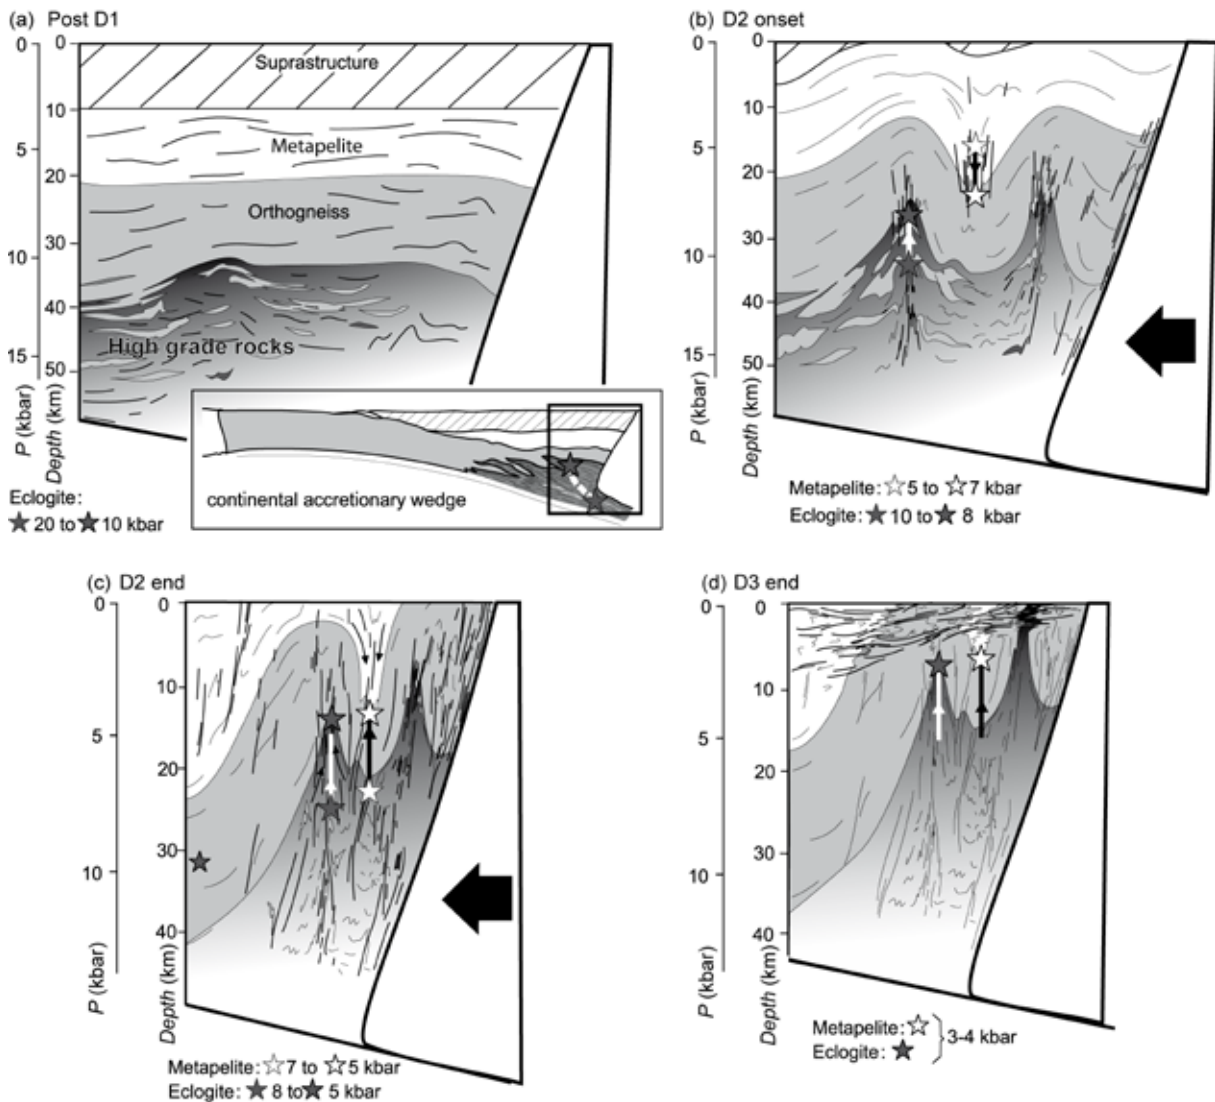 (a) Post D1
0
5
10
15
P (kbar)
0
10
20
30
40
50
Depth (km)
Suprastructure
Metapelite
Orthogneiss
High grade rocks
continental accretionary wedge
Eclogite:
★ 20 to ★ 10 kbar
(b) D2 onset
0
5
10
15
P (kbar)
0
10
20
30
40
50
Depth (km)
Metapelite: ☆ 5 to ☆ 7 kbar
Eclogite: ★ 10 to ★ 8 kbar
(c) D2 end
0
5
10
P (kbar)
0
10
20
30
40
Depth (km)
Metapelite: ☆ 7 to ☆ 5 kbar
Eclogite: ★ 8 to ★ 5 kbar
(d) D3 end
0
5
10
P (kbar)
0
10
20
30
40
Depth (km)
Metapelite: ☆
Eclogite: ★
} 3-4 kbar